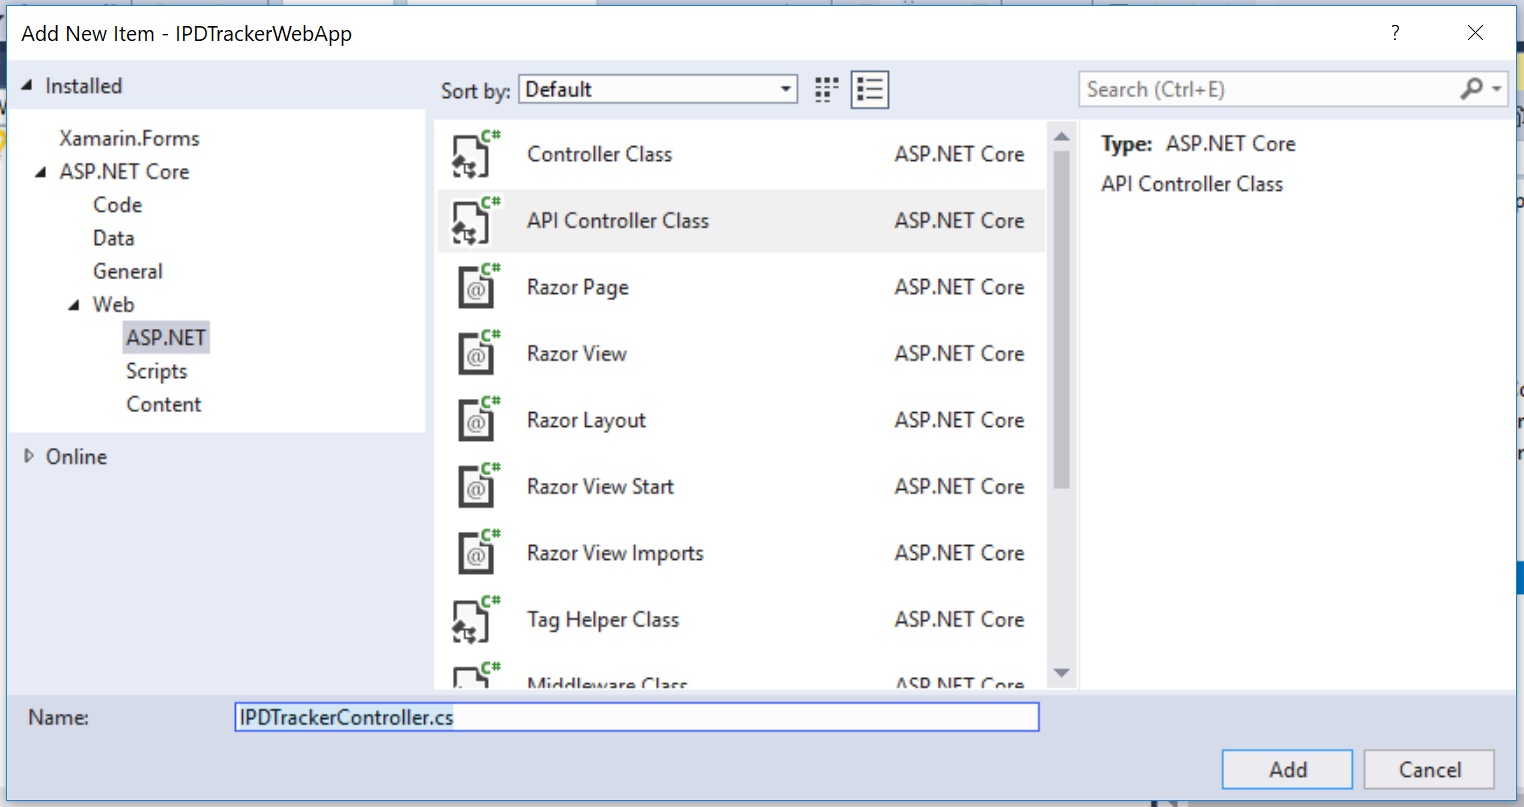 Add New Item - IPDTrackerWebApp
?
Installed
Xamarin.Forms
ASP.NET Core
Code
Data
General
Web
ASP.NET
Scripts
Content
Online
Sort by: Default
C# Controller Class ASP.NET Core
C# API Controller Class ASP.NET Core
C# @ Razor Page ASP.NET Core
C# @ Razor View ASP.NET Core
C# @ Razor Layout ASP.NET Core
C# @ Razor View Start ASP.NET Core
C# @ Razor View Imports ASP.NET Core
C# Tag Helper Class ASP.NET Core
C# Middleware Class ASP.NET Core
Search (Ctrl+E)
Type: ASP.NET Core
API Controller Class
Name: IPDTrackerController.cs
Add Cancel